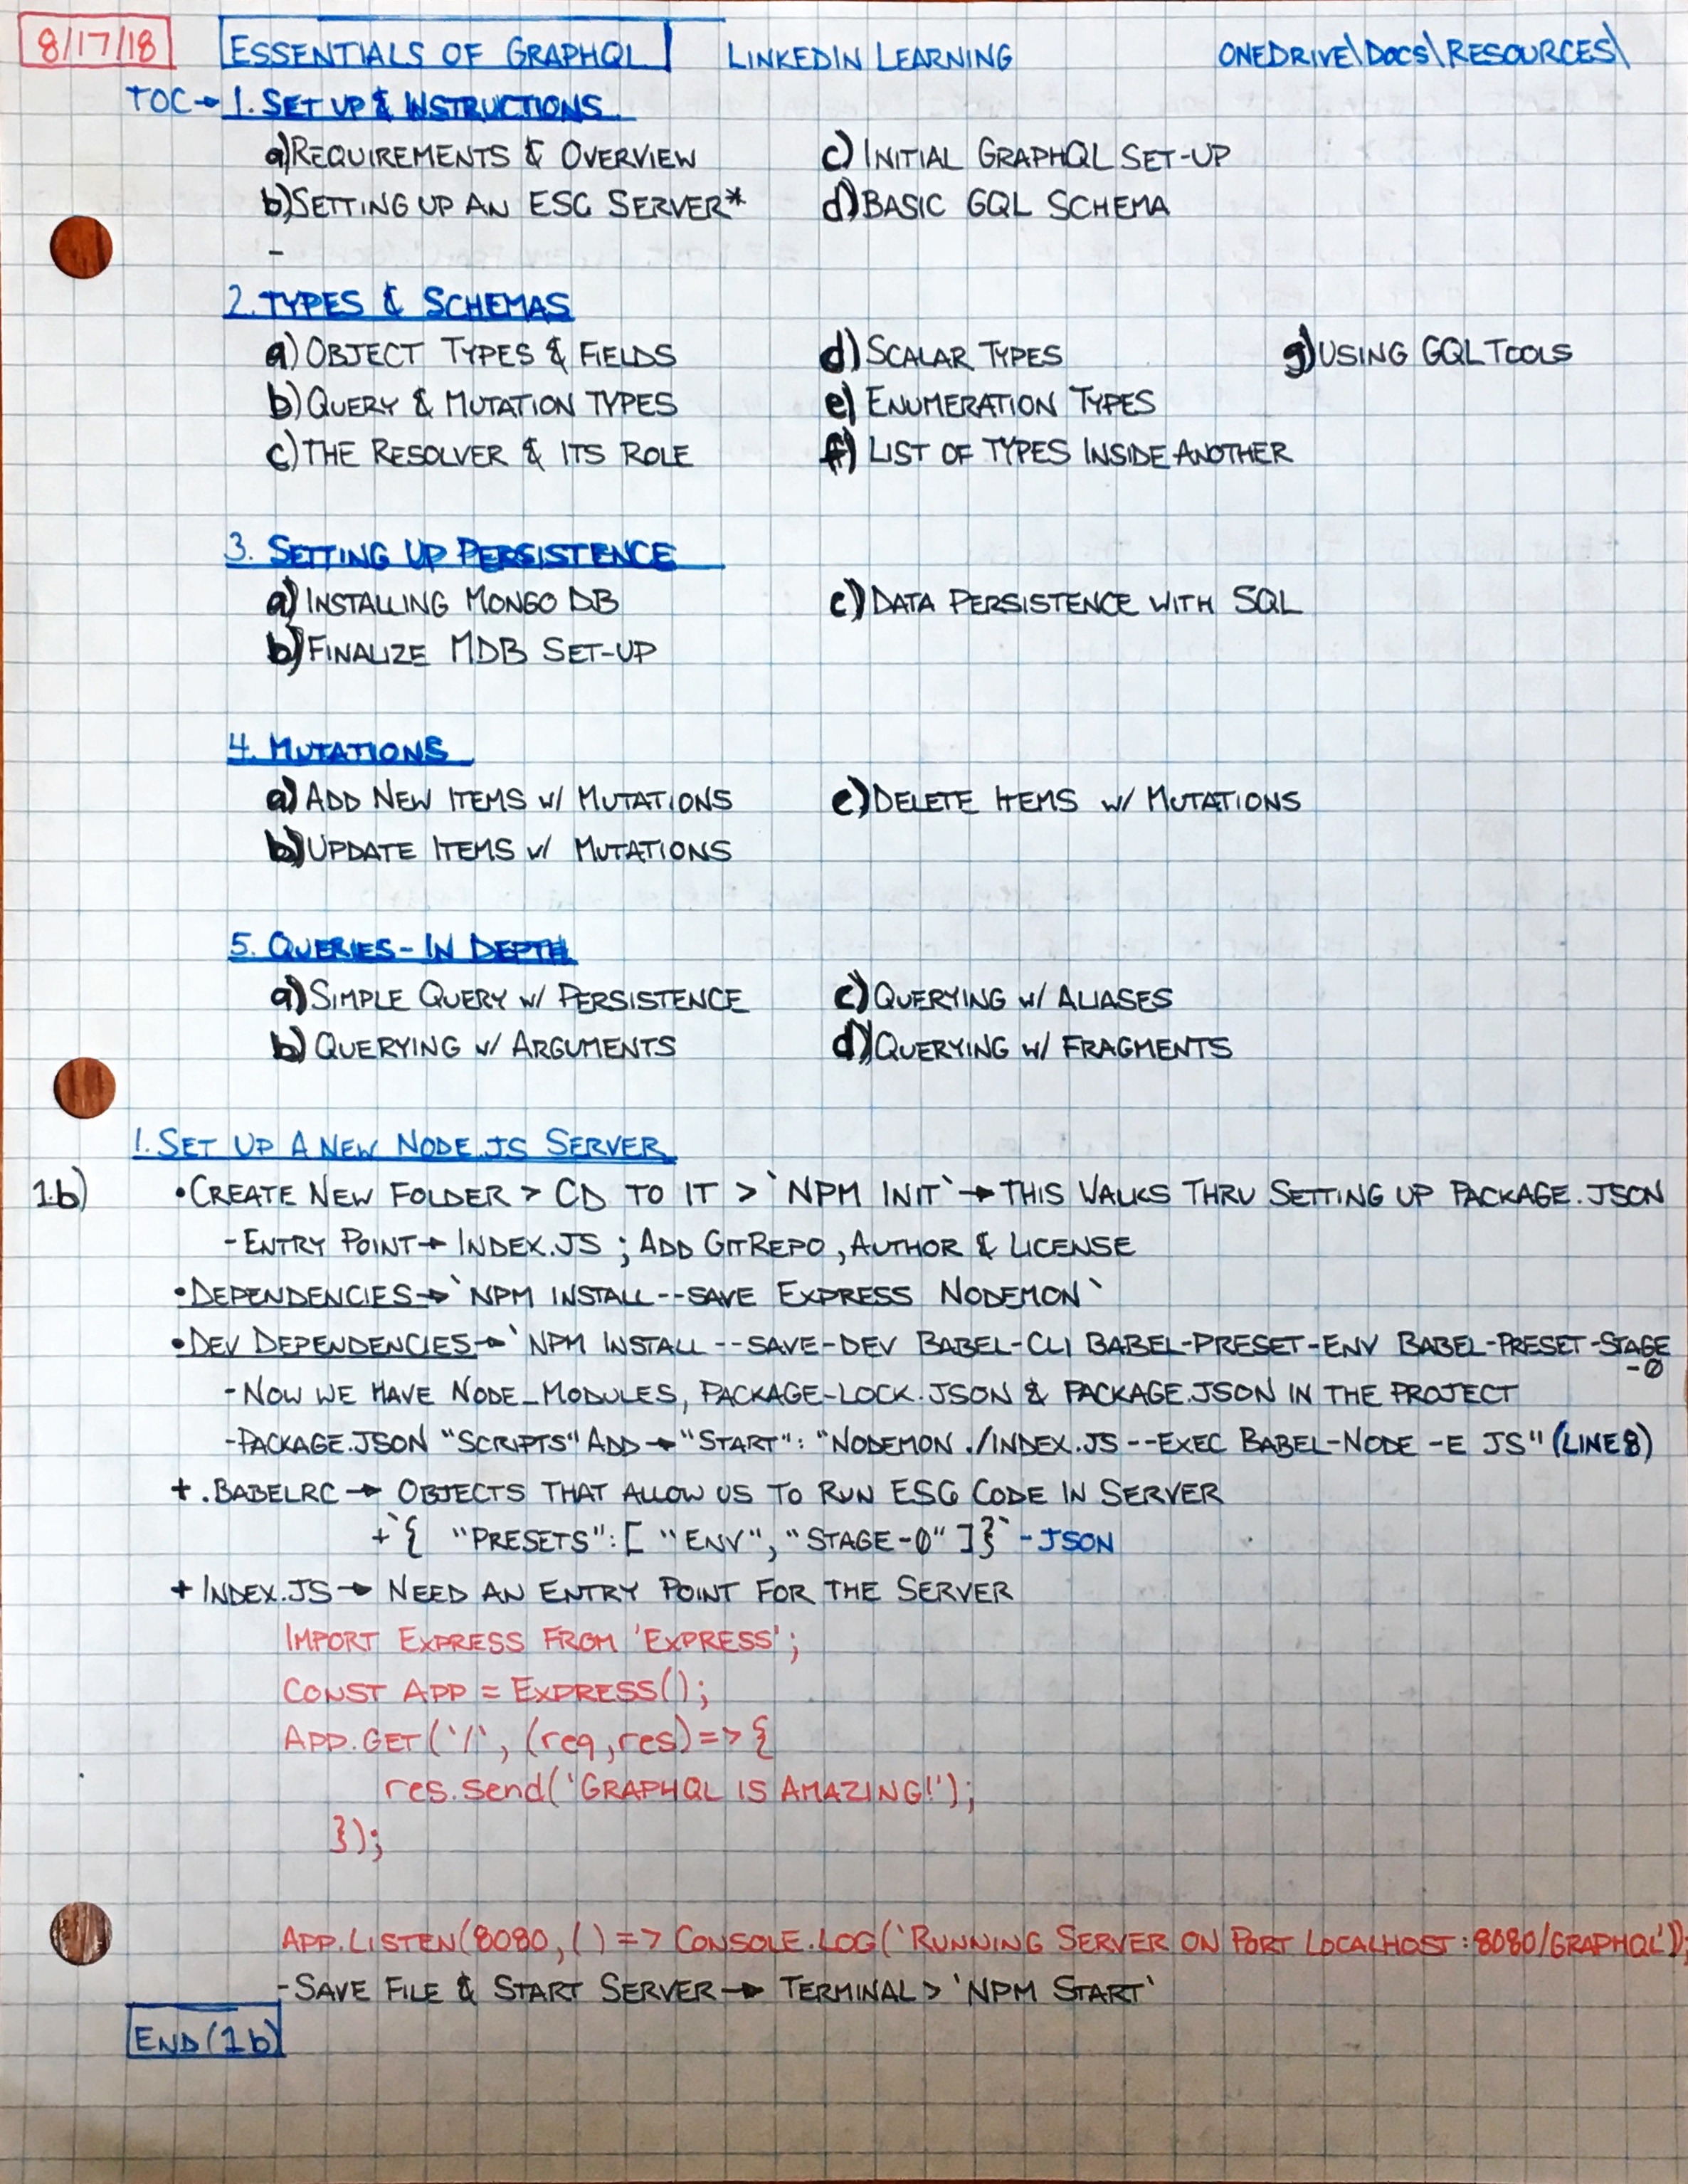 8/17/18 ESSENTIALS OF GRAPHQL LINKEDIN LEARNING ONEDRIVE\DOCS\RESOURCES\
TOC→ 1. SET UP & INSTRUCTIONS
a) REQUIREMENTS & OVERVIEW c) INITIAL GRAPHQL SET-UP
b) SETTING UP AN ES6 SERVER* d) BASIC GQL SCHEMA
-
2. TYPES & SCHEMAS
a) OBJECT TYPES & FIELDS d) SCALAR TYPES g) USING GQL TOOLS
b) QUERY & MUTATION TYPES e) ENUMERATION TYPES
c) THE RESOLVER & ITS ROLE f) LIST OF TYPES INSIDE ANOTHER
3. SETTING UP PERSISTENCE
a) INSTALLING MONGO DB c) DATA PERSISTENCE WITH SQL
b) FINALIZE MDB SET-UP
4. MUTATIONS
a) ADD NEW ITEMS W/ MUTATIONS c) DELETE ITEMS W/ MUTATIONS
b) UPDATE ITEMS W/ MUTATIONS
5. QUERIES - IN DEPTH
a) SIMPLE QUERY W/ PERSISTENCE c) QUERYING W/ ALIASES
b) QUERYING W/ ARGUMENTS d) QUERYING W/ FRAGMENTS
1. SET UP A NEW NODE.JS SERVER
1.b) •CREATE NEW FOLDER > CD TO IT > `NPM INIT` → THIS WALKS THRU SETTING UP PACKAGE.JSON
-ENTRY POINT → INDEX.JS ; ADD GITREPO, AUTHOR & LICENSE
•DEPENDENCIES → `NPM INSTALL --SAVE EXPRESS NODEMON`
•DEV DEPENDENCIES → `NPM INSTALL --SAVE-DEV BABEL-CLI BABEL-PRESET-ENV BABEL-PRESET-STAGE
-0
-NOW WE HAVE NODE_MODULES, PACKAGE-LOCK.JSON & PACKAGE.JSON IN THE PROJECT
-PACKAGE.JSON "SCRIPTS" ADD → "START": "NODEMON ./INDEX.JS --EXEC BABEL-NODE -E JS" (LINE 8)
+ .BABELRC → OBJECTS THAT ALLOW US TO RUN ES6 CODE IN SERVER
+ `{ "PRESETS": [ "ENV", "STAGE-0" ]}` - JSON
+ INDEX.JS → NEED AN ENTRY POINT FOR THE SERVER
IMPORT EXPRESS FROM 'EXPRESS';
CONST APP = EXPRESS();
APP.GET('/', (req,res)=>{
res.send('GRAPHQL IS AMAZING!');
});
APP.LISTEN(8080, () => CONSOLE.LOG('RUNNING SERVER ON PORT LOCALHOST:8080/GRAPHQL'));
-SAVE FILE & START SERVER → TERMINAL > 'NPM START'
END (1b)